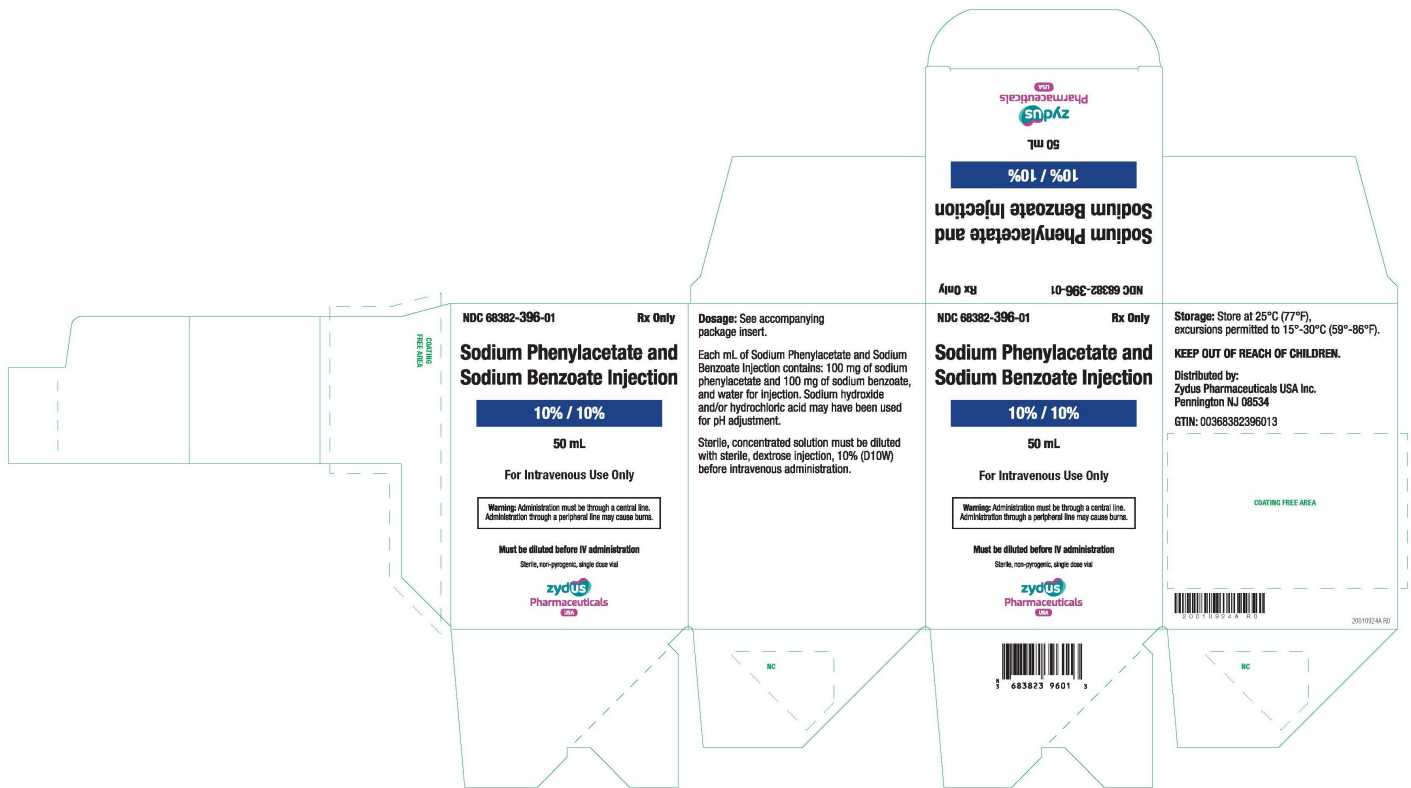 zydus
Pharmaceuticals
USA
50 mL
10% / 10%
Sodium Phenylacetate and
Sodium Benzoate Injection
NDC 68382-396-01 Rx Only
COATING
FREE AREA
NDC 68382-396-01 Rx Only
Sodium Phenylacetate and
Sodium Benzoate Injection
10% / 10%
50 mL
For Intravenous Use Only
Warning: Administration must be through a central line.
Administration through a peripheral line may cause burns.
Must be diluted before IV administration
Sterile, non-pyrogenic, single dose vial
zydus
Pharmaceuticals
USA
Dosage: See accompanying
package insert.
Each mL of Sodium Phenylacetate and Sodium
Benzoate Injection contains: 100 mg of sodium
phenylacetate and 100 mg of sodium benzoate,
and water for injection. Sodium hydroxide
and/or hydrochloric acid may have been used
for pH adjustment.
Sterile, concentrated solution must be diluted
with sterile, dextrose injection, 10% (D10W)
before intravenous administration.
NC
NDC 68382-396-01 Rx Only
Sodium Phenylacetate and
Sodium Benzoate Injection
10% / 10%
50 mL
For Intravenous Use Only
Warning: Administration must be through a central line.
Administration through a peripheral line may cause burns.
Must be diluted before IV administration
Sterile, non-pyrogenic, single dose vial
zydus
Pharmaceuticals
USA
N
3 683823 9601 3
Storage: Store at 25°C (77°F),
excursions permitted to 15°-30°C (59°-86°F).
KEEP OUT OF REACH OF CHILDREN.
Distributed by:
Zydus Pharmaceuticals USA Inc.
Pennington NJ 08534
GTIN: 00368382396013
COATING FREE AREA
20010924A R0
20010924A R0
NC